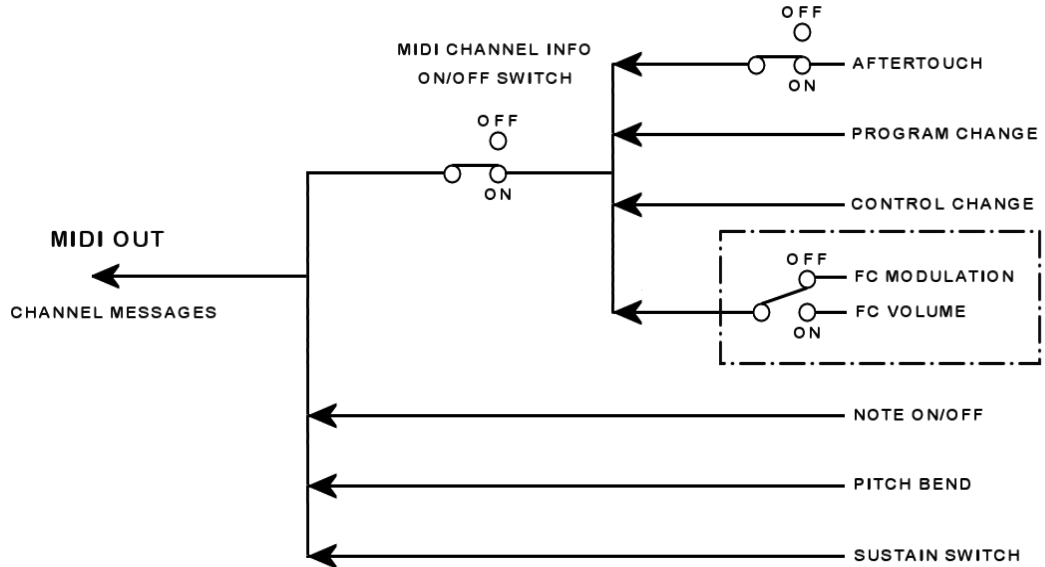 OFF
MIDI CHANNEL INFO
ON/OFF SWITCH
AFTERTOUCH
ON
OFF
PROGRAM CHANGE
ON
CONTROL CHANGE
MIDI OUT
OFF
FC MODULATION
CHANNEL MESSAGES
FC VOLUME
ON
NOTE ON/OFF
PITCH BEND
SUSTAIN SWITCH